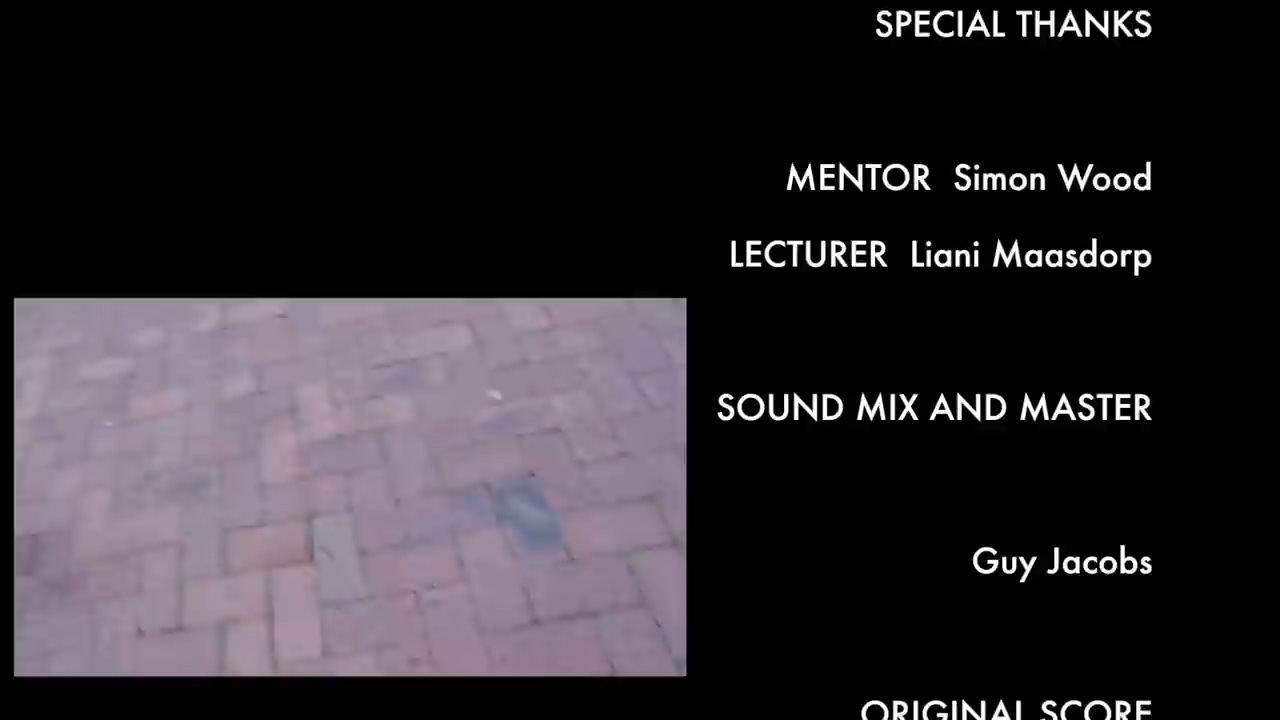 SPECIAL THANKS
MENTOR Simon Wood
LECTURER Liani Maasdorp
SOUND MIX AND MASTER
Guy Jacobs
ORIGINAL SCORE